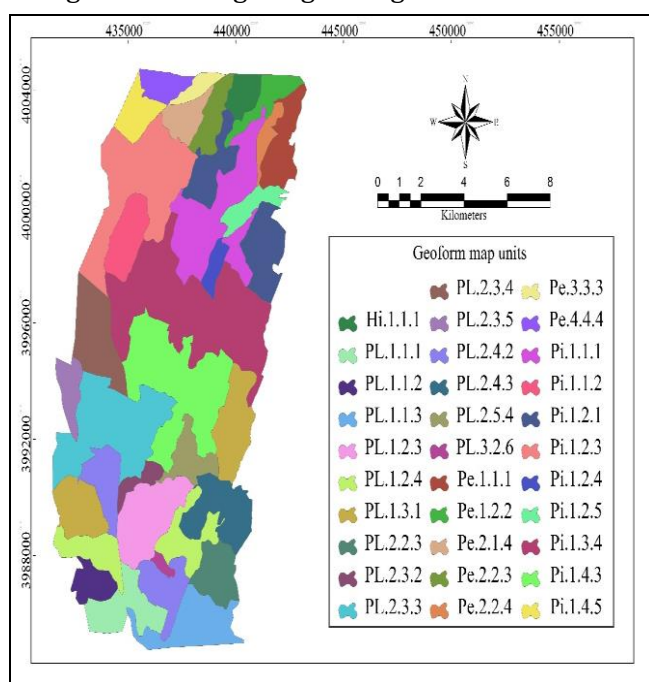 435000 440000 445000 450000 455000
4004000
4000000
3996000
3992000
3988000
N
W E
S
0 1 2 4 6 8
Kilometers
Geoform map units
PL.2.3.4 Pe.3.3.3
Hi.1.1.1 PL.2.3.5 Pe.4.4.4
PL.1.1.1 PL.2.4.2 Pi.1.1.1
PL.1.1.2 PL.2.4.3 Pi.1.1.2
PL.1.1.3 PL.2.5.4 Pi.1.2.1
PL.1.2.3 PL.3.2.6 Pi.1.2.3
PL.1.2.4 Pe.1.1.1 Pi.1.2.4
PL.1.3.1 Pe.1.2.2 Pi.1.2.5
PL.2.2.3 Pe.2.1.4 Pi.1.3.4
PL.2.3.2 Pe.2.2.3 Pi.1.4.3
PL.2.3.3 Pe.2.2.4 Pi.1.4.5